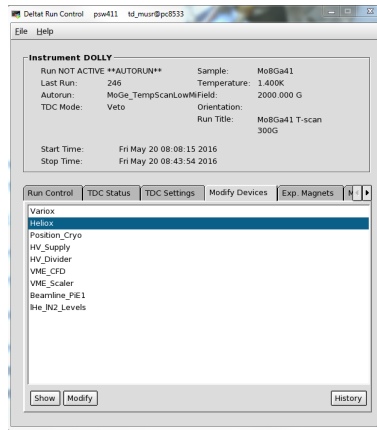 Deltat Run Control    psw411    td_musr@pc8533
File Help
Instrument DOLLY
Run NOT ACTIVE **AUTORUN** Sample: Mo8Ga41
Last Run: 246 Temperature: 1.400K
Autorun: MoGe_TempScanLowMiField: 2000.000 G
TDC Mode: Veto Orientation:
Run Title: Mo8Ga41 T-scan
300G
Start Time: Fri May 20 08:08:15 2016
Stop Time: Fri May 20 08:43:54 2016
Run Control TDC Status TDC Settings Modify Devices Exp. Magnets
Variox
Heliox
Position_Cryo
HV_Supply
HV_Divider
VME_CFD
VME_Scaler
Beamline_PiE1
lHe_lN2_Levels
Show Modify History